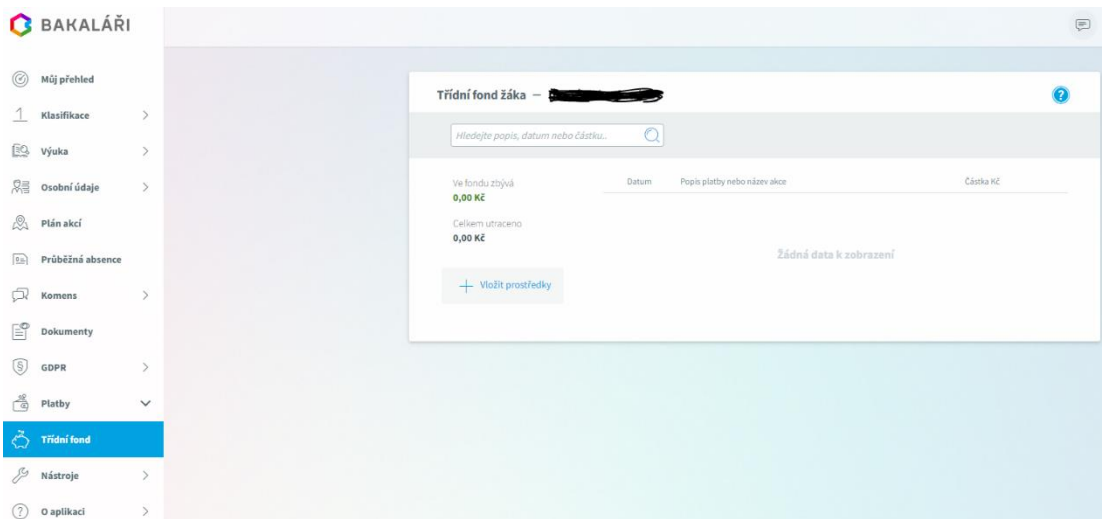 BAKALÁŘI
Můj přehled
Klasifikace
Výuka
Osobní údaje
Plán akcí
Průběžná absence
Komens
Dokumenty
GDPR
Platby
Třídní fond
Nástroje
O aplikaci
Třídní fond žáka –
Hledejte popis, datum nebo částku..
Ve fondu zbývá
0,00 Kč
Celkem utraceno
0,00 Kč
Vložit prostředky
Datum Popis platby nebo název akce Částka Kč
Žádná data k zobrazení